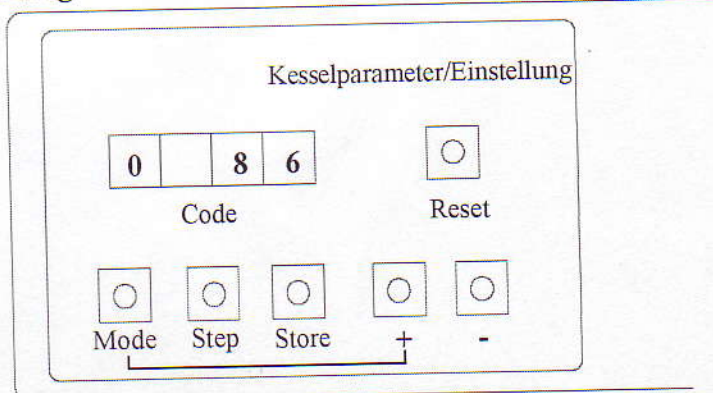 Kesselparameter/Einstellung
0 8 6
Code
Reset
Mode Step Store + -